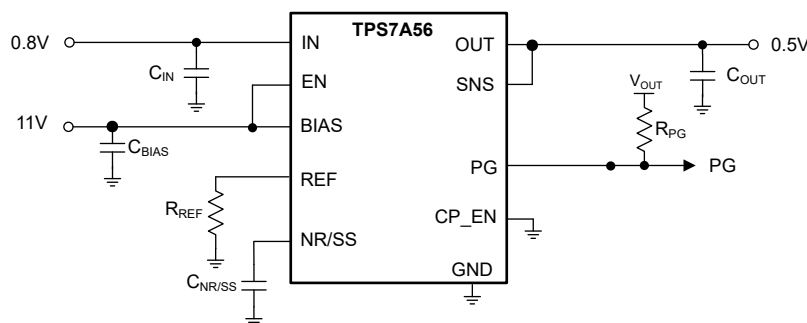 TPS7A56
0.8V
IN
OUT
0.5V
C_IN
EN
SNS
C_OUT
V_OUT
11V
BIAS
R_PG
C_BIAS
PG
PG
REF
R_REF
CP_EN
NR/SS
C_NR/SS
GND